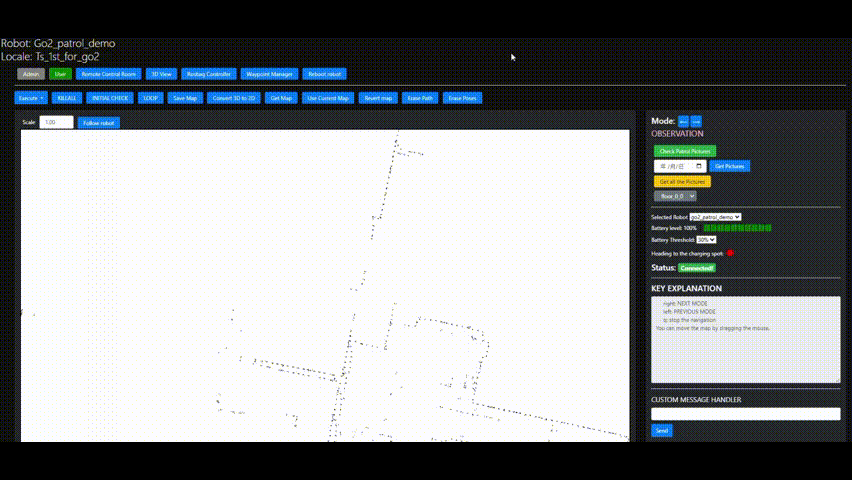 Robot: Go2_patrol_demo
Locale: Ts_1st_for_go2
Admin User Remote Control Room 3D View Rosbag Controller Waypoint Manager Reboot robot
Execute KILLALL INITIAL CHECK LOOP Save Map Convert 3D to 2D Get Map Use Current Map Revert map Erase Path Erase Poses
Scale 1.00 Follow robot
Mode: ← →
OBSERVATION
Check Patrol Pictures
年 /月/日 Get Pictures
Get all the Pictures
floor_0_0
Selected Robot go2_patrol_demo
Battery level: 100%
Battery Threshold: 30%
Heading to the charging spot:
Status: Connected!
KEY EXPLANATION
right: NEXT MODE
left: PREVIOUS MODE
q: stop the navigation
You can move the map by dragging the mouse.
CUSTOM MESSAGE HANDLER
Send